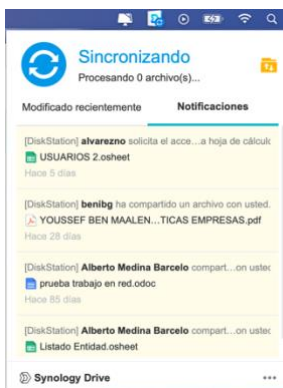 Sincronizando
Procesando 0 archivo(s)...
Modificado recientemente Notificaciones
[DiskStation] alvarezno solicita el acce...a hoja de cálculo
USUARIOS 2.osheet
Hace 5 días
[DiskStation] benibg ha compartido un archivo con usted.
YOUSSEF BEN MAALEN...TICAS EMPRESAS.pdf
Hace 28 días
[DiskStation] Alberto Medina Barcelo compart...on usted
prueba trabajo en red.odoc
Hace 85 días
[DiskStation] Alberto Medina Barcelo compart...on usted
Listado Entidad.osheet
Synology Drive